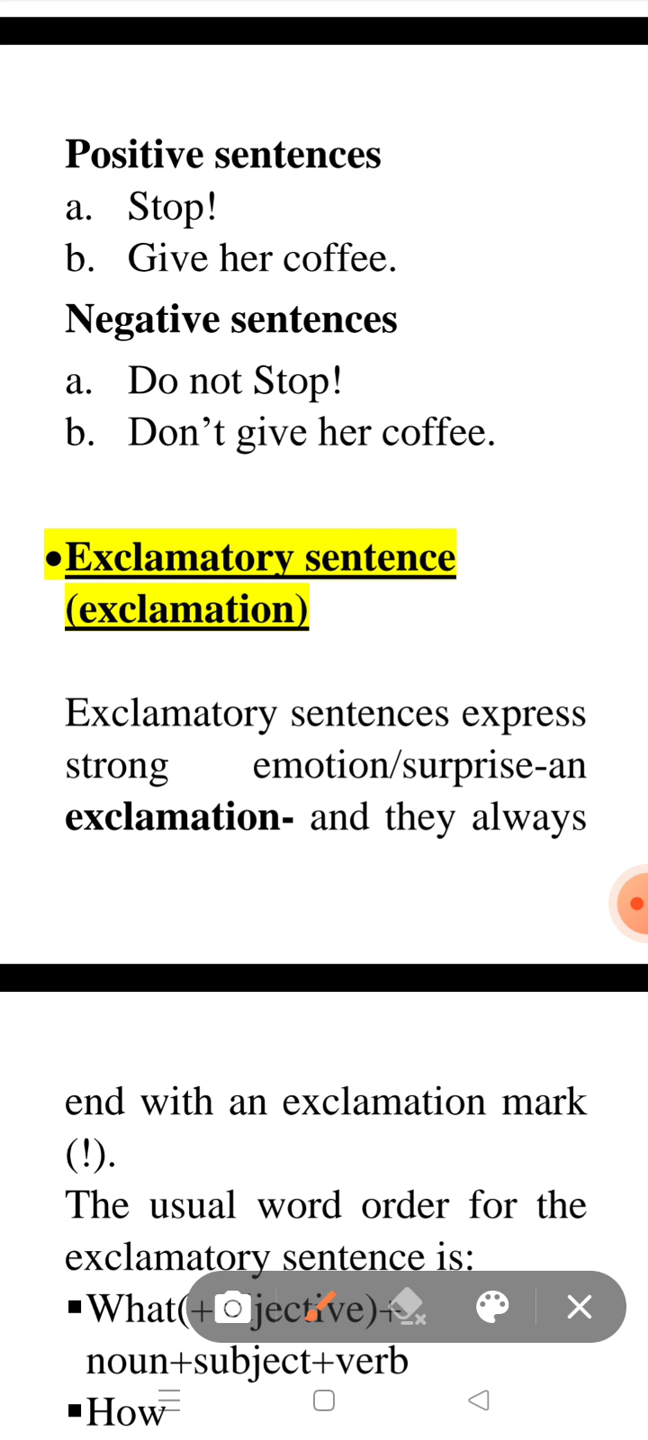 Positive sentences
a. Stop!
b. Give her coffee.
Negative sentences
a. Do not Stop!
b. Don’t give her coffee.
•Exclamatory sentence
(exclamation)
Exclamatory sentences express
strong emotion/surprise-an
exclamation- and they always
end with an exclamation mark
(!).
The usual word order for the
exclamatory sentence is:
▪What(+ jective)+
noun+subject+verb
▪How